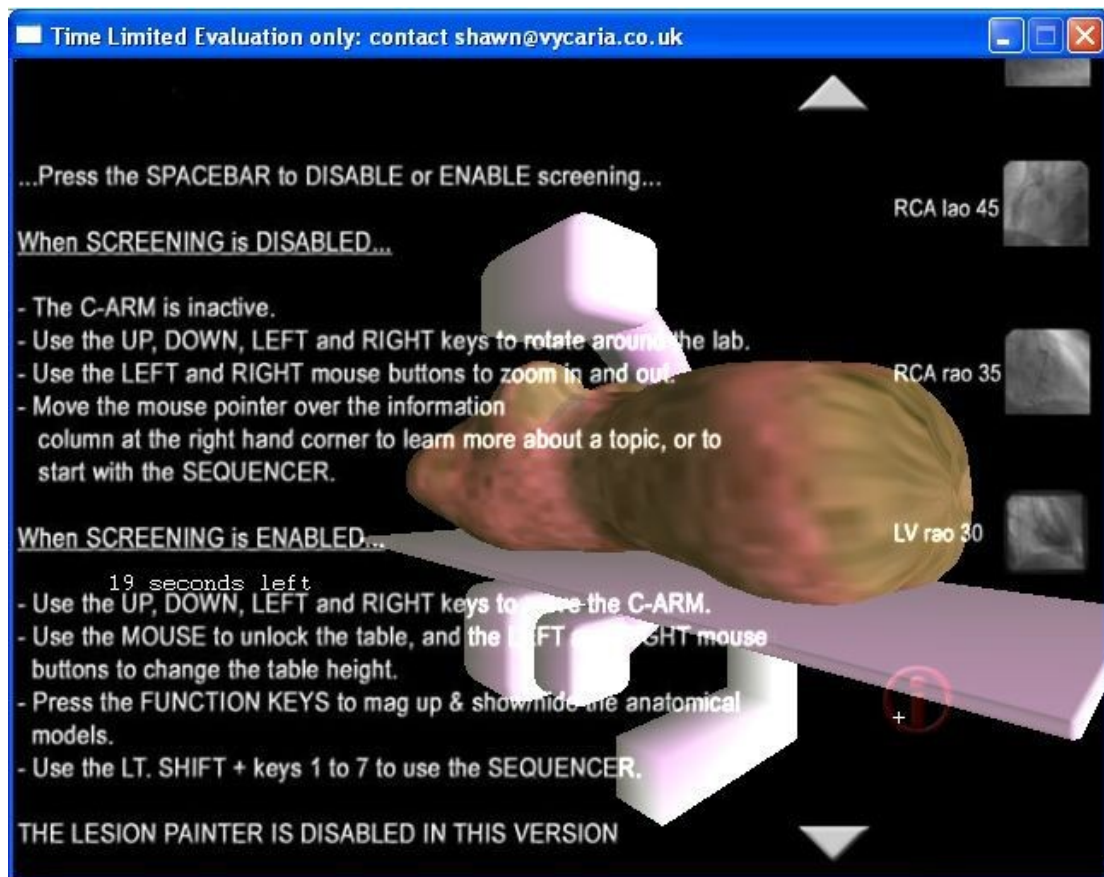 Time Limited Evaluation only: contact shawn@vycaria.co.uk
...Press the SPACEBAR to DISABLE or ENABLE screening...
RCA lao 45
When SCREENING is DISABLED...
- The C-ARM is inactive.
- Use the UP, DOWN, LEFT and RIGHT keys to rotate around the lab.
- Use the LEFT and RIGHT mouse buttons to zoom in and out.
RCA rao 35
- Move the mouse pointer over the information
column at the right hand corner to learn more about a topic, or to
start with the SEQUENCER.
When SCREENING is ENABLED...
LV rao 30
19 seconds left
- Use the UP, DOWN, LEFT and RIGHT keys to move the C-ARM.
- Use the MOUSE to unlock the table, and the LEFT and RIGHT mouse
buttons to change the table height.
- Press the FUNCTION KEYS to mag up & show/hide the anatomical
models.
- Use the LT. SHIFT + keys 1 to 7 to use the SEQUENCER.
THE LESION PAINTER IS DISABLED IN THIS VERSION